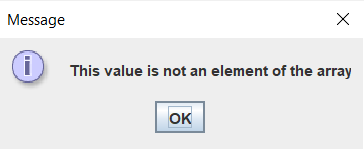 Message
This value is not an element of the array
OK